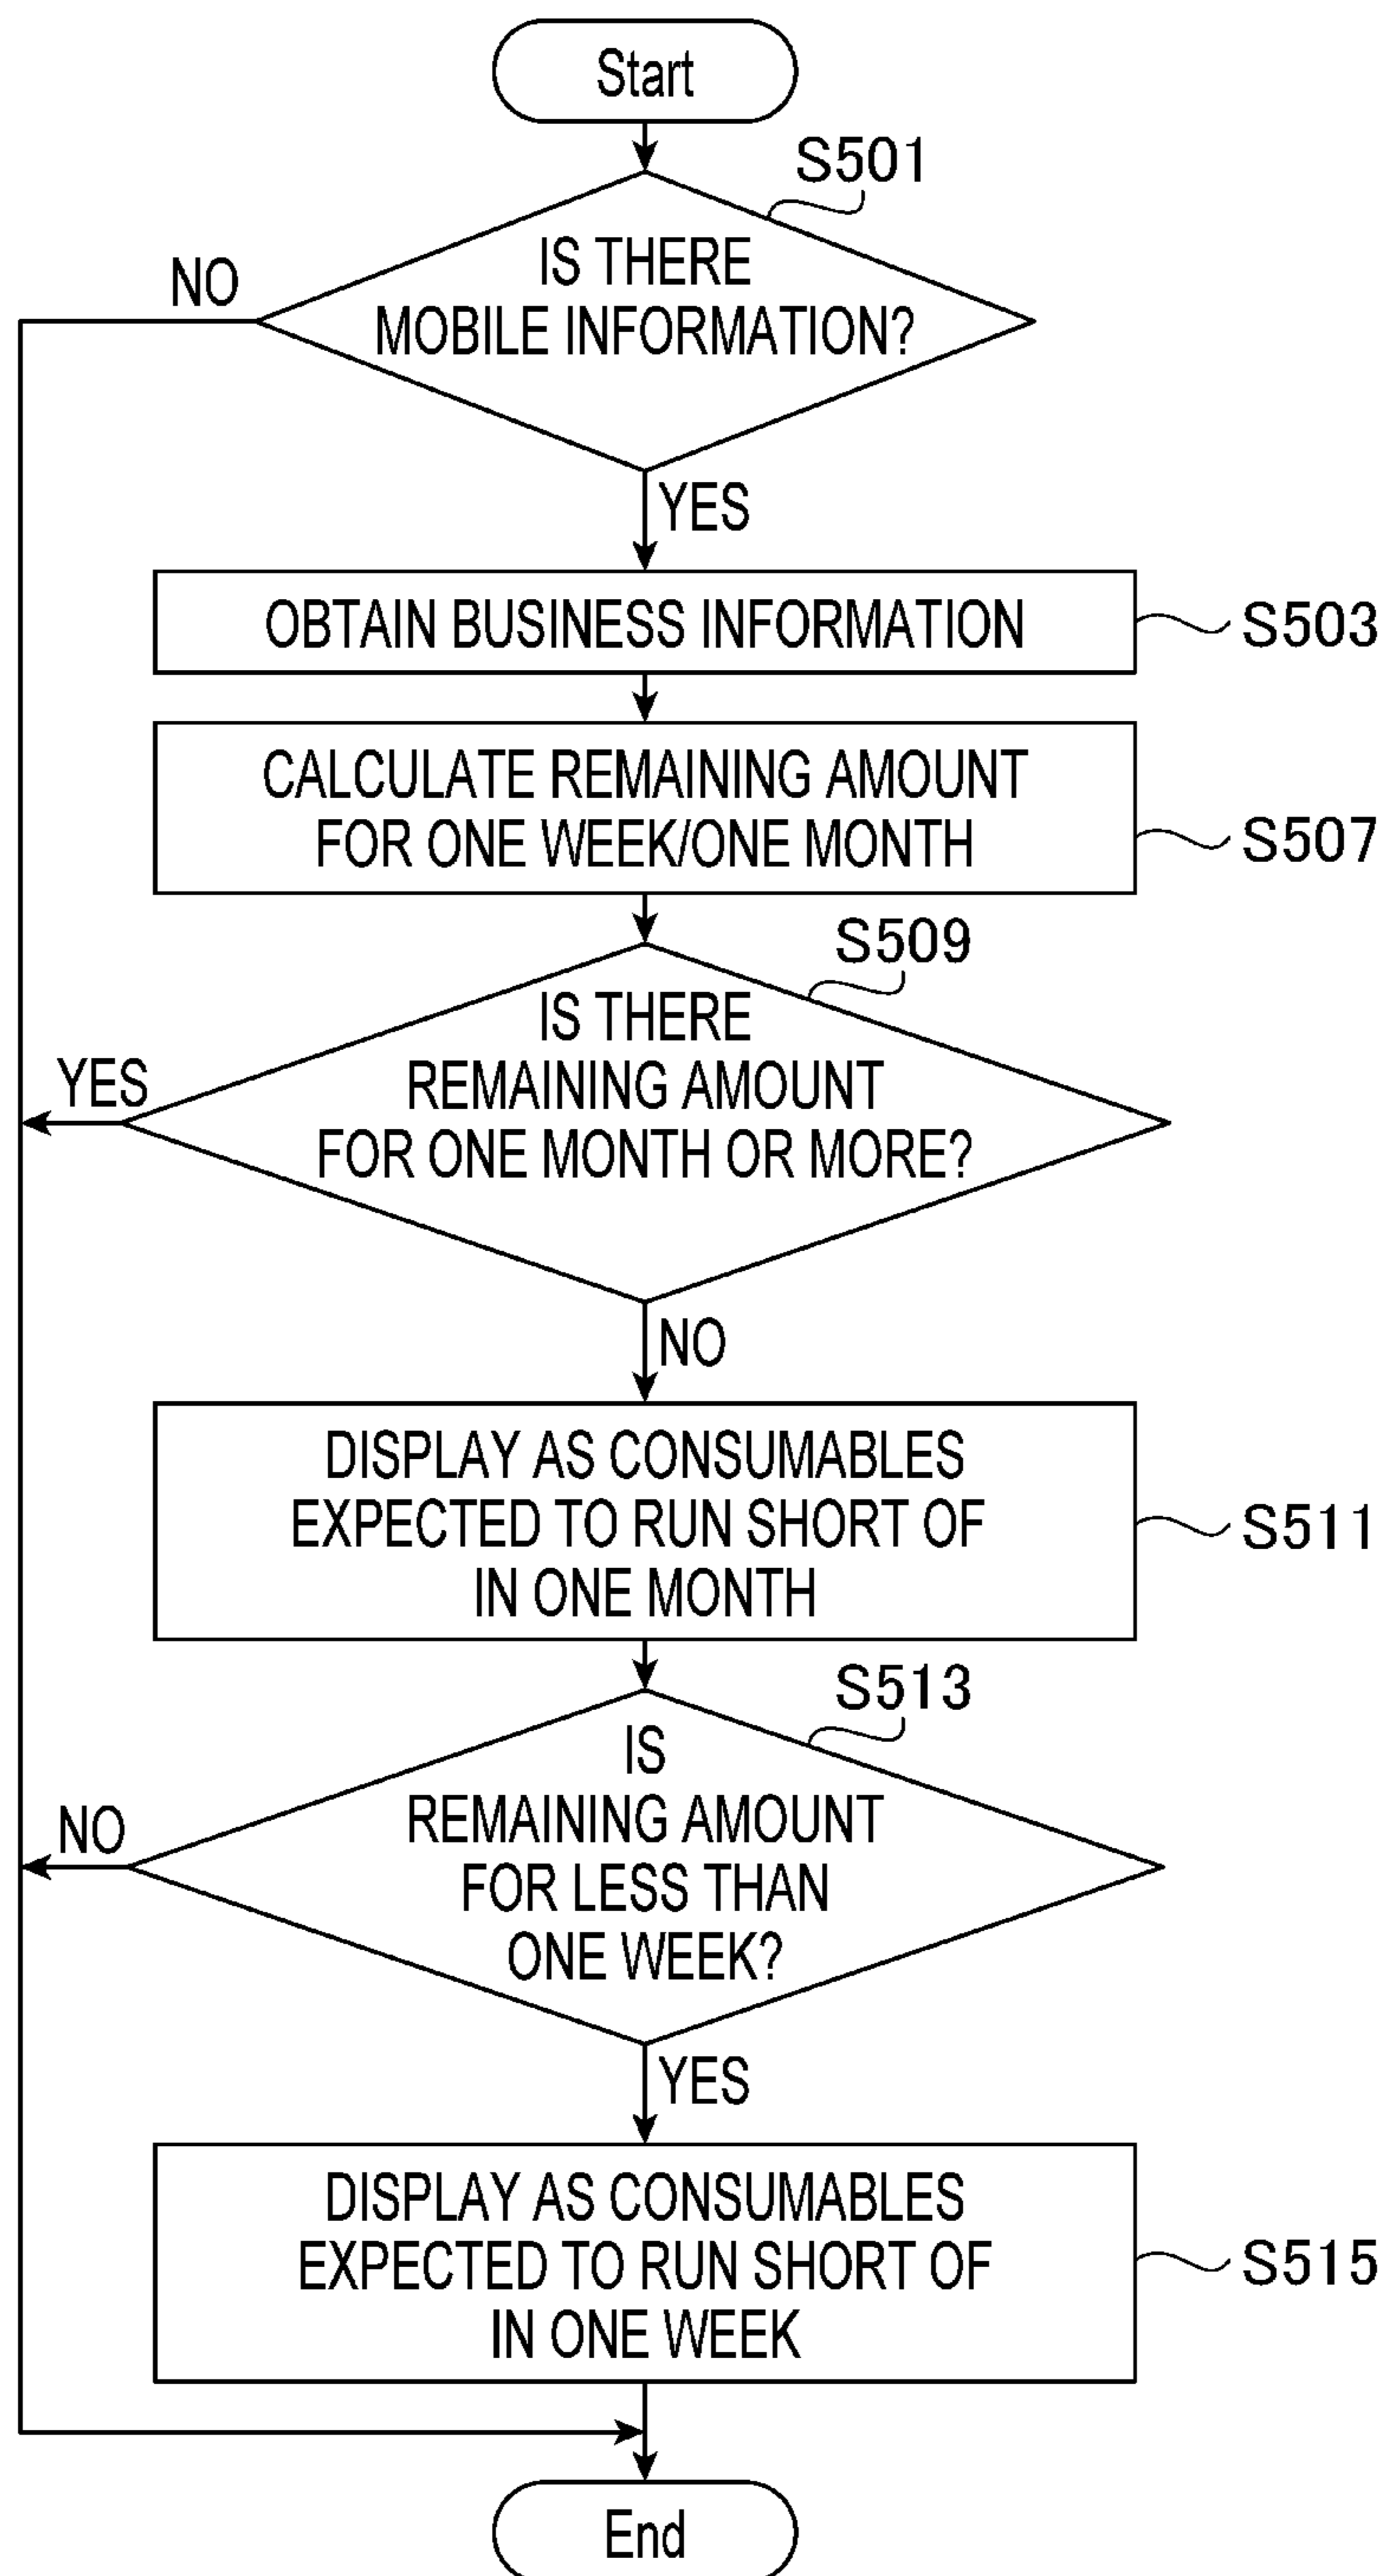 Start
S501
IS THERE
MOBILE INFORMATION?
NO
YES
OBTAIN BUSINESS INFORMATION
S503
CALCULATE REMAINING AMOUNT
FOR ONE WEEK/ONE MONTH
S507
S509
IS THERE
REMAINING AMOUNT
FOR ONE MONTH OR MORE?
YES
NO
DISPLAY AS CONSUMABLES
EXPECTED TO RUN SHORT OF
IN ONE MONTH
S511
S513
IS
REMAINING AMOUNT
FOR LESS THAN
ONE WEEK?
NO
YES
DISPLAY AS CONSUMABLES
EXPECTED TO RUN SHORT OF
IN ONE WEEK
S515
End